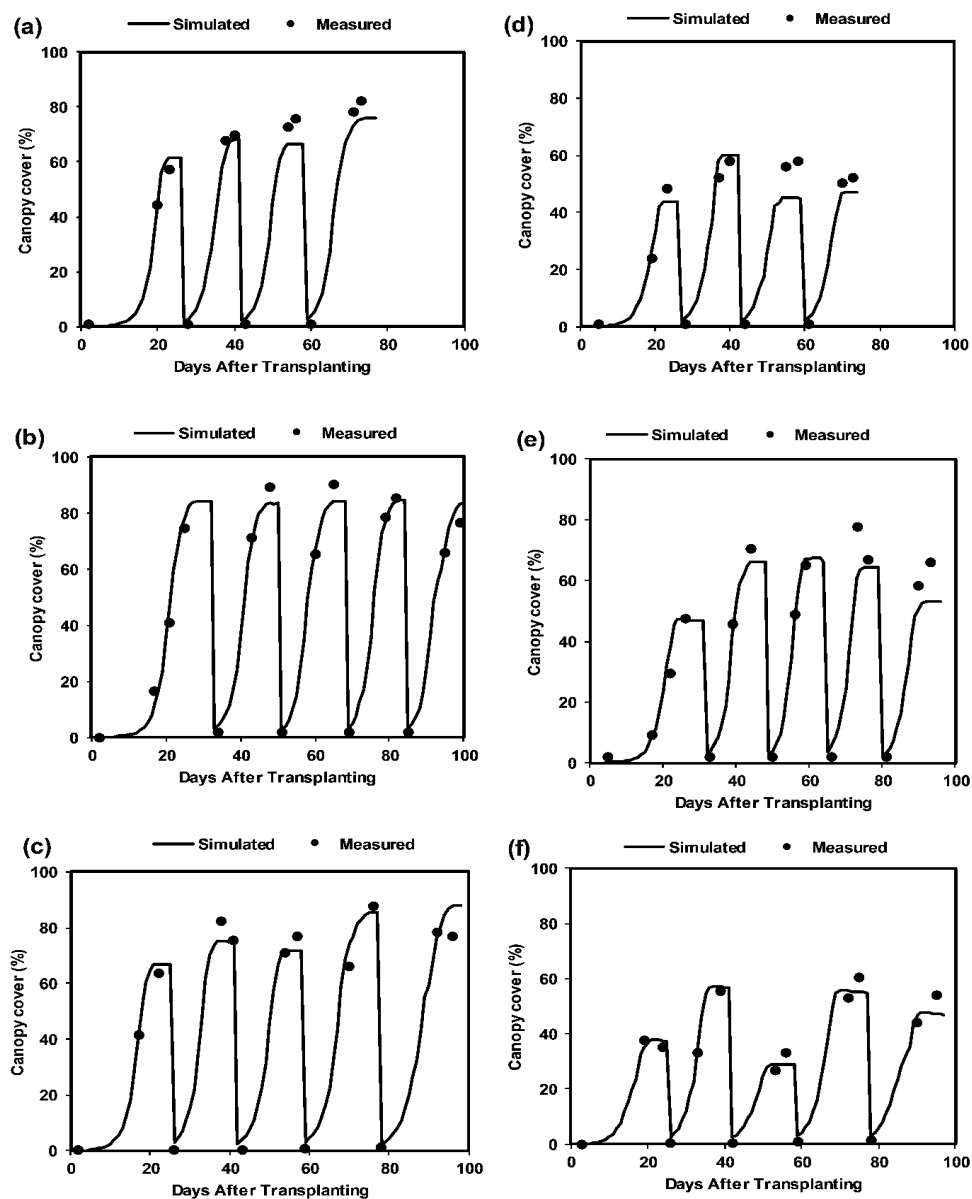 (a)
Simulated Measured
Canopy cover (%)
100
80
60
40
20
0
0 20 40 60 80 100
Days After Transplanting
(d)
Simulated Measured
Canopy cover (%)
100
80
60
40
20
0
0 20 40 60 80 100
Days After Transplanting
(b)
Simulated Measured
Canopy cover (%)
100
80
60
40
20
0
0 20 40 60 80 100
Days After Transplanting
(e)
Simulated Measured
Canopy cover (%)
100
80
60
40
20
0
0 20 40 60 80 100
Days After Transplanting
(c)
Simulated Measured
Canopy cover (%)
100
80
60
40
20
0
0 20 40 60 80 100
Days After Transplanting
(f)
Simulated Measured
Canopy cover (%)
100
80
60
40
20
0
0 20 40 60 80 100
Days After Transplanting